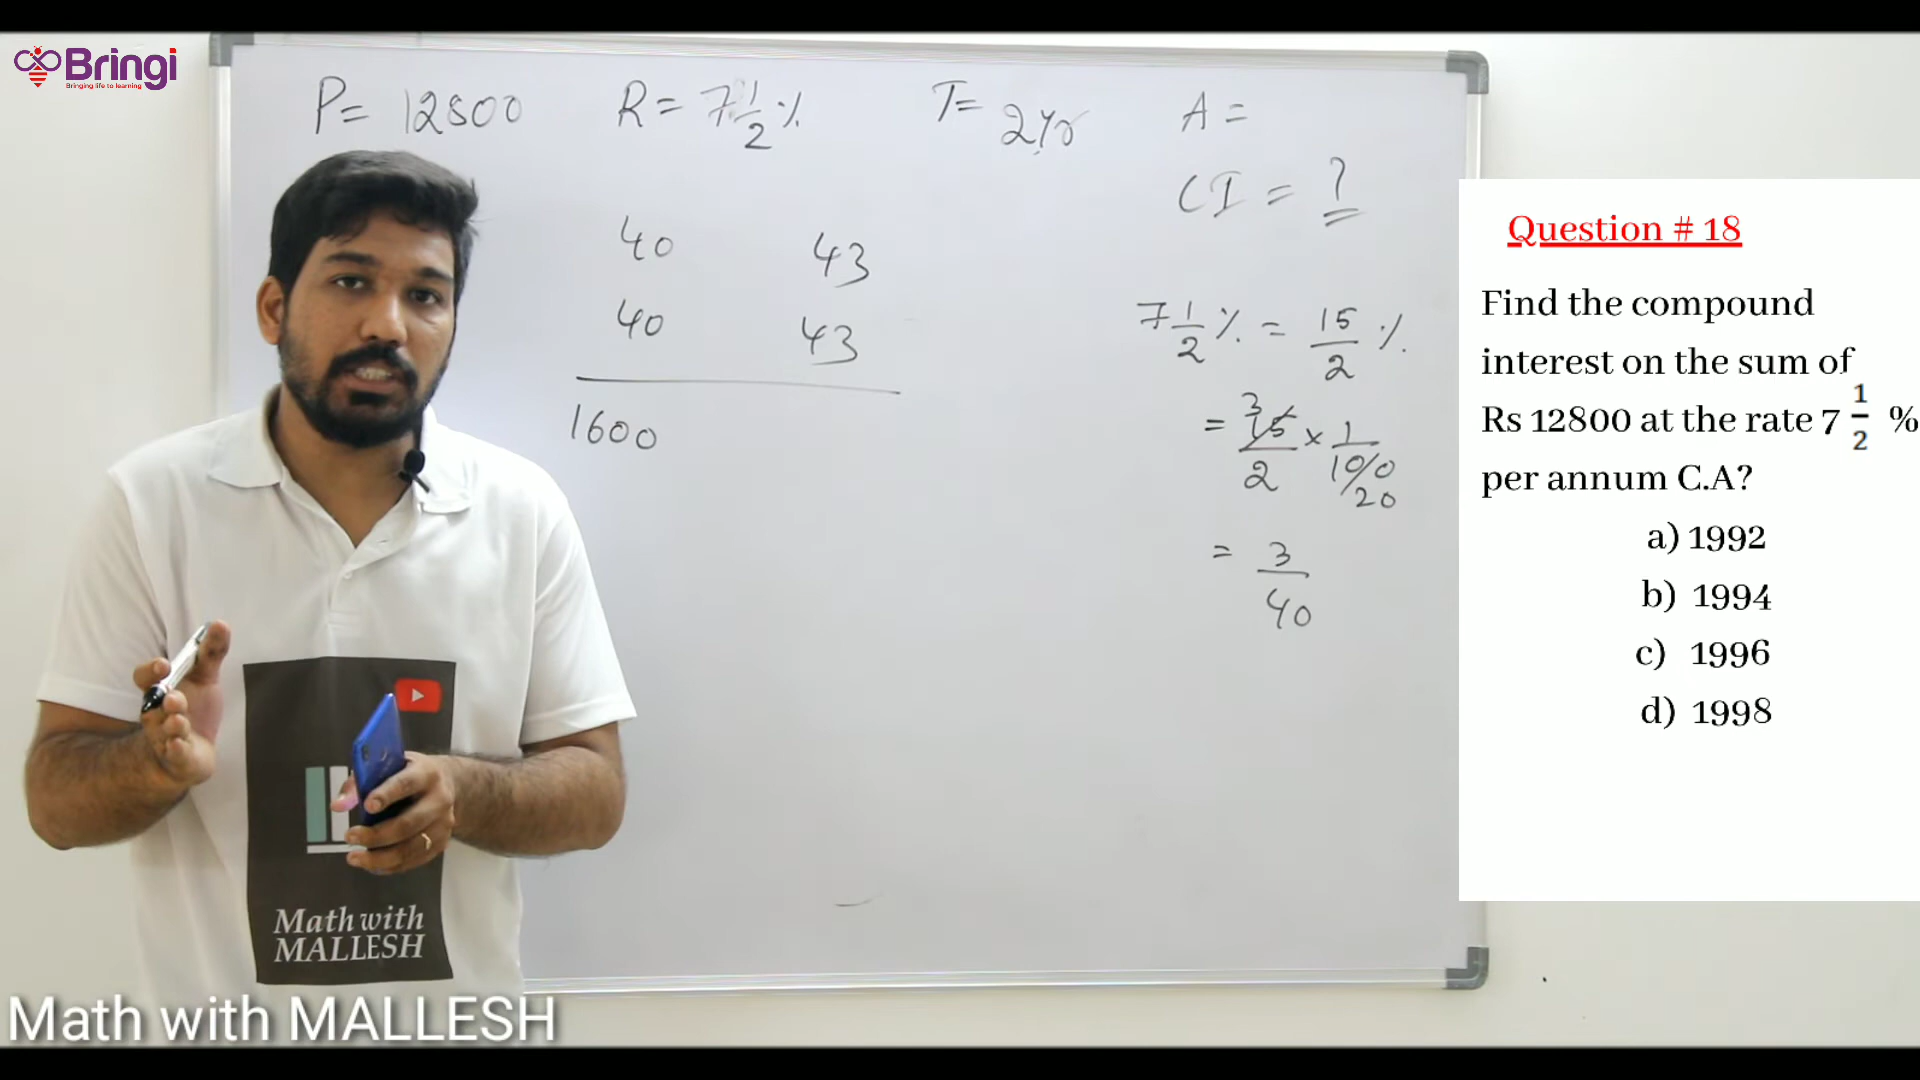 Bringi
Bringing life to learning
P= 12800 R= 7 1/2 % T= 2yr A=
CI = ?
40 43
40 43
1600
7 1/2 % = 15/2 %
= 3 15/2 × 1/100 20
= 3/40
Question # 18
Find the compound
interest on the sum of
Rs 12800 at the rate 7 1/2 %
per annum C.A?
a) 1992
b) 1994
c) 1996
d) 1998
Math with
MALLESH
Math with MALLESH